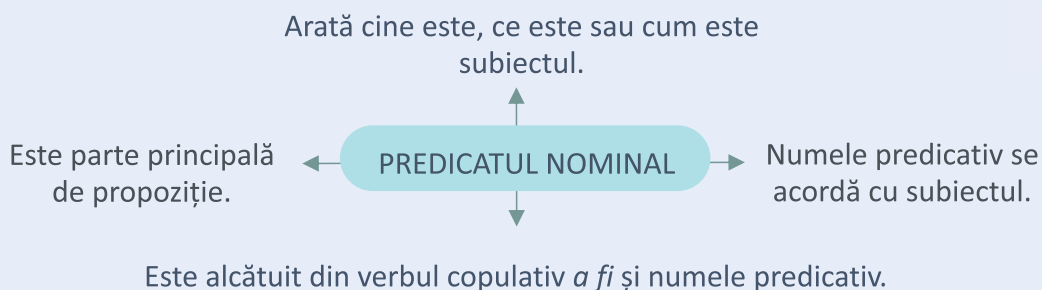 Arată cine este, ce este sau cum este
subiectul.
Este parte principală
de propoziție.
PREDICATUL NOMINAL
Numele predicativ se
acordă cu subiectul.
Este alcătuit din verbul copulativ a fi și numele predicativ.